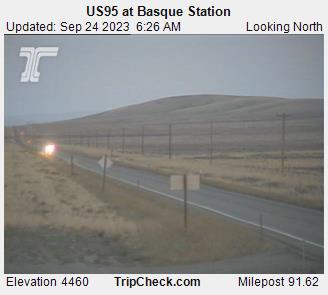 US95 at Basque Station
Updated: Sep 24 2023 6:26 AM Looking North
Elevation 4460 TripCheck.com Milepost 91.62